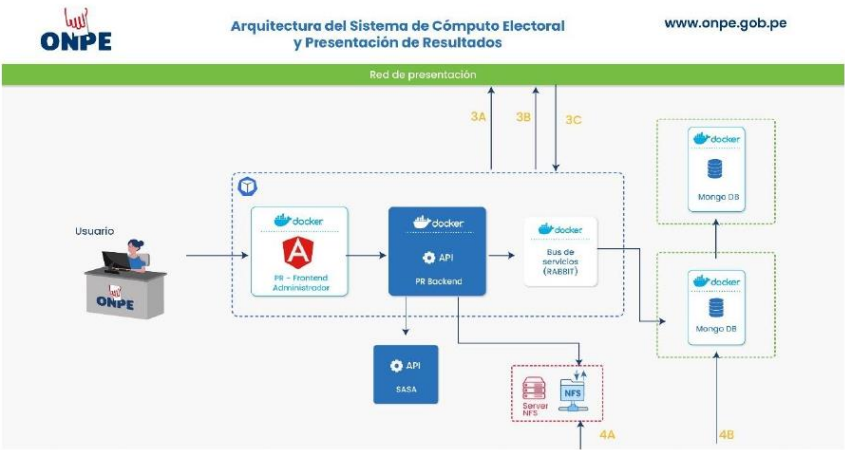 ONPE
Arquitectura del Sistema de Cómputo Electoral
y Presentación de Resultados
www.onpe.gob.pe
Red de presentación
3A
3B
3C
docker
Mongo DB
Usuario
ONPE
docker
PR - Frontend
Administrador
docker
API
PR Backend
docker
Bus de
servicios
(RABBIT)
docker
Mongo DB
API
SASA
Server
NFS
NFS
4A
4B